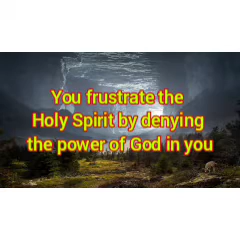 You frustrate the
Holy Spirit by denying
the power of God in you